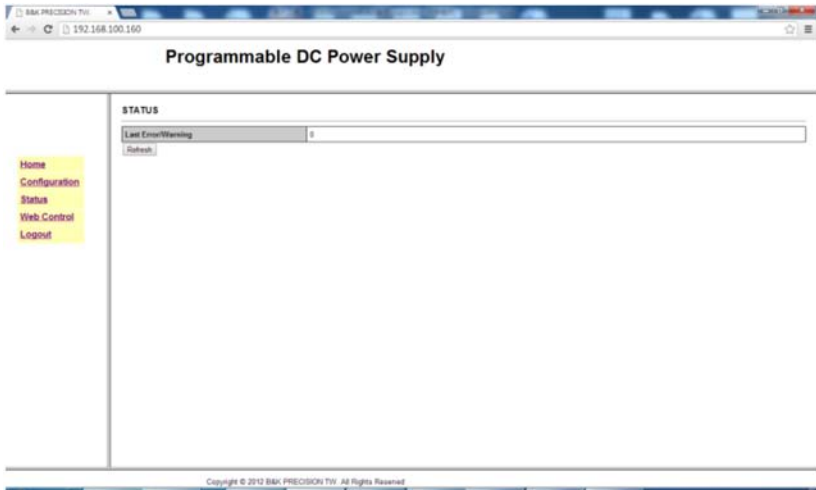 B&K PRECISION TW.
192.168.100.160
Programmable DC Power Supply
STATUS
Last Error/Warning 0
Refresh
Home
Configuration
Status
Web Control
Logout
Copyright © 2012 B&K PRECISION TW. All Rights Reserved